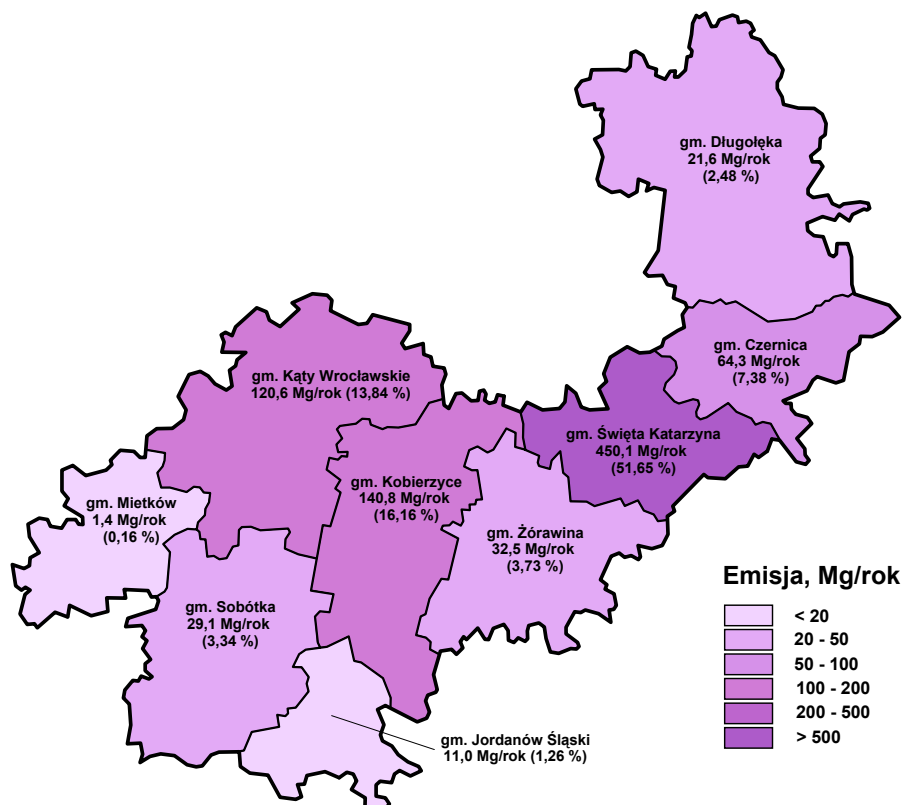 gm. Długołęka
21,6 Mg/rok
(2,48 %)
gm. Czernica
64,3 Mg/rok
(7,38 %)
gm. Kąty Wrocławskie
120,6 Mg/rok (13,84 %)
gm. Święta Katarzyna
450,1 Mg/rok
(51,65 %)
gm. Mietków
1,4 Mg/rok
(0,16 %)
gm. Kobierzyce
140,8 Mg/rok
(16,16 %)
gm. Żórawina
32,5 Mg/rok
(3,73 %)
gm. Sobótka
29,1 Mg/rok
(3,34 %)
gm. Jordanów Śląski
11,0 Mg/rok (1,26 %)
Emisja, Mg/rok
< 20
20 - 50
50 - 100
100 - 200
200 - 500
> 500